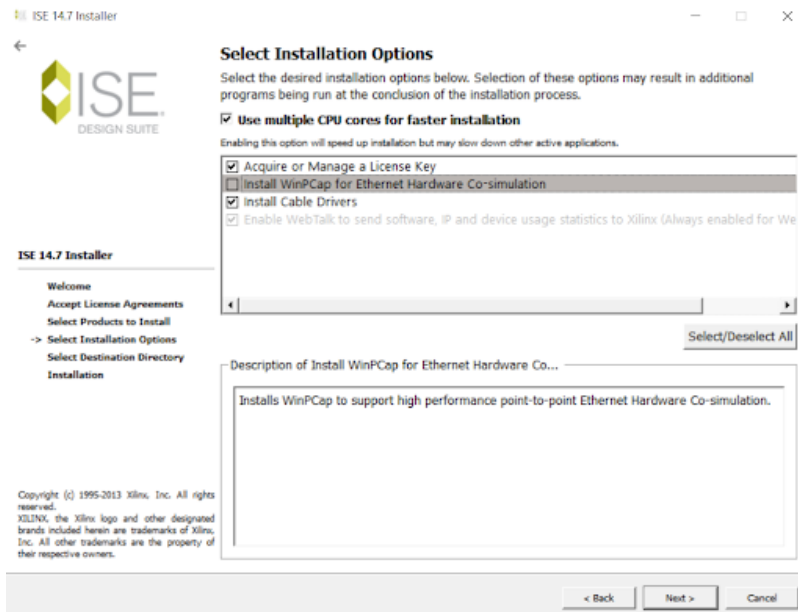 ISE 14.7 Installer
ISE
DESIGN SUITE
Select Installation Options
Select the desired installation options below. Selection of these options may result in additional
programs being run at the conclusion of the installation process.
Use multiple CPU cores for faster installation
Enabling this option will speed up installation but may slow down other active applications.
Acquire or Manage a License Key
Install WinPCap for Ethernet Hardware Co-simulation
Install Cable Drivers
Enable WebTalk to send software, IP and device usage statistics to Xilinx (Always enabled for We
Select/Deselect All
ISE 14.7 Installer
Welcome
Accept License Agreements
Select Products to Install
-> Select Installation Options
Select Destination Directory
Installation
Description of Install WinPCap for Ethernet Hardware Co...
Installs WinPCap to support high performance point-to-point Ethernet Hardware Co-simulation.
Copyright (c) 1995-2013 Xilinx, Inc. All rights
reserved.
XILINX, the Xilinx logo and other designated
brands included herein are trademarks of Xilinx,
Inc. All other trademarks are the property of
their respective owners.
< Back
Next >
Cancel